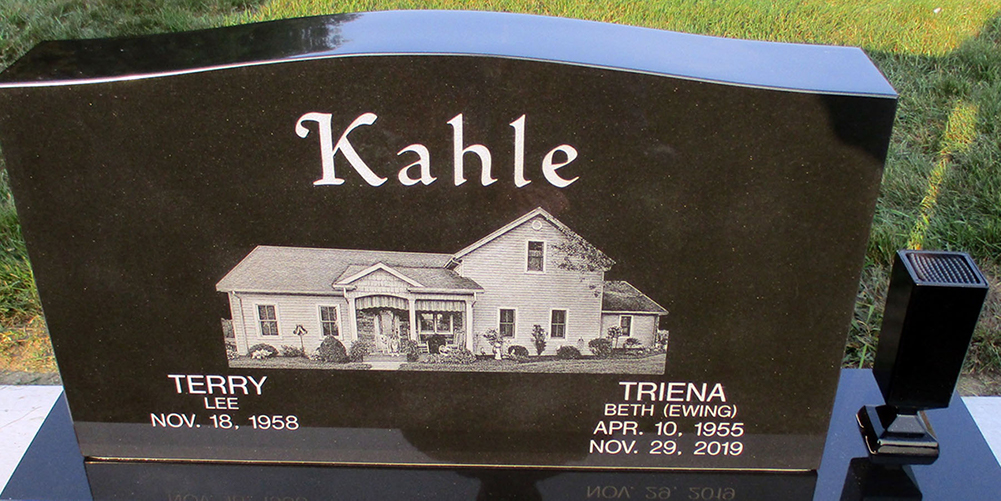 Kahle
TERRY
LEE
NOV. 18, 1958
TRIENA
BETH (EWING)
APR. 10, 1955
NOV. 29, 2019